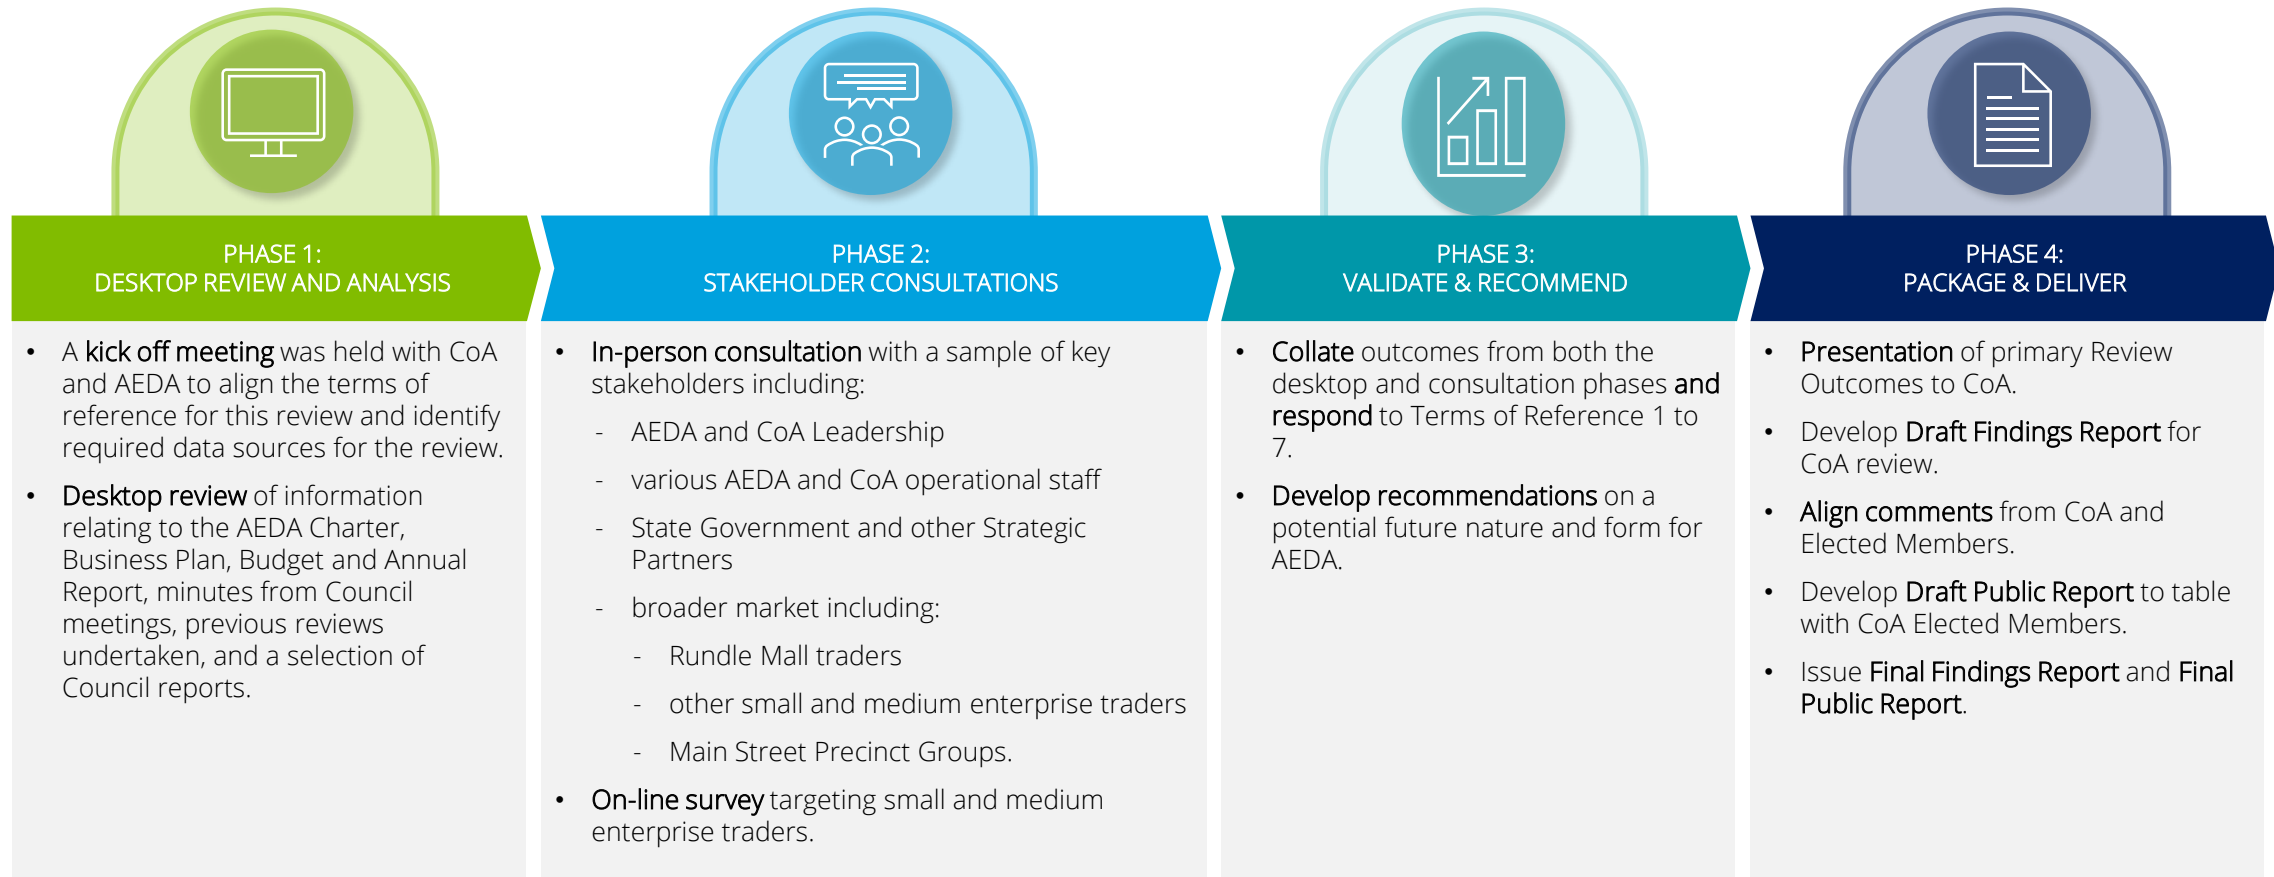 PHASE 1:
DESKTOP REVIEW AND ANALYSIS
• A kick off meeting was held with CoA
and AEDA to align the terms of
reference for this review and identify
required data sources for the review.
• Desktop review of information
relating to the AEDA Charter,
Business Plan, Budget and Annual
Report, minutes from Council
meetings, previous reviews
undertaken, and a selection of
Council reports.
PHASE 2:
STAKEHOLDER CONSULTATIONS
• In-person consultation with a sample of key
stakeholders including:
- AEDA and CoA Leadership
- various AEDA and CoA operational staff
- State Government and other Strategic
Partners
- broader market including:
- Rundle Mall traders
- other small and medium enterprise traders
- Main Street Precinct Groups.
• On-line survey targeting small and medium
enterprise traders.
PHASE 3:
VALIDATE & RECOMMEND
• Collate outcomes from both the
desktop and consultation phases and
respond to Terms of Reference 1 to
7.
• Develop recommendations on a
potential future nature and form for
AEDA.
PHASE 4:
PACKAGE & DELIVER
• Presentation of primary Review
Outcomes to CoA.
• Develop Draft Findings Report for
CoA review.
• Align comments from CoA and
Elected Members.
• Develop Draft Public Report to table
with CoA Elected Members.
• Issue Final Findings Report and Final
Public Report.